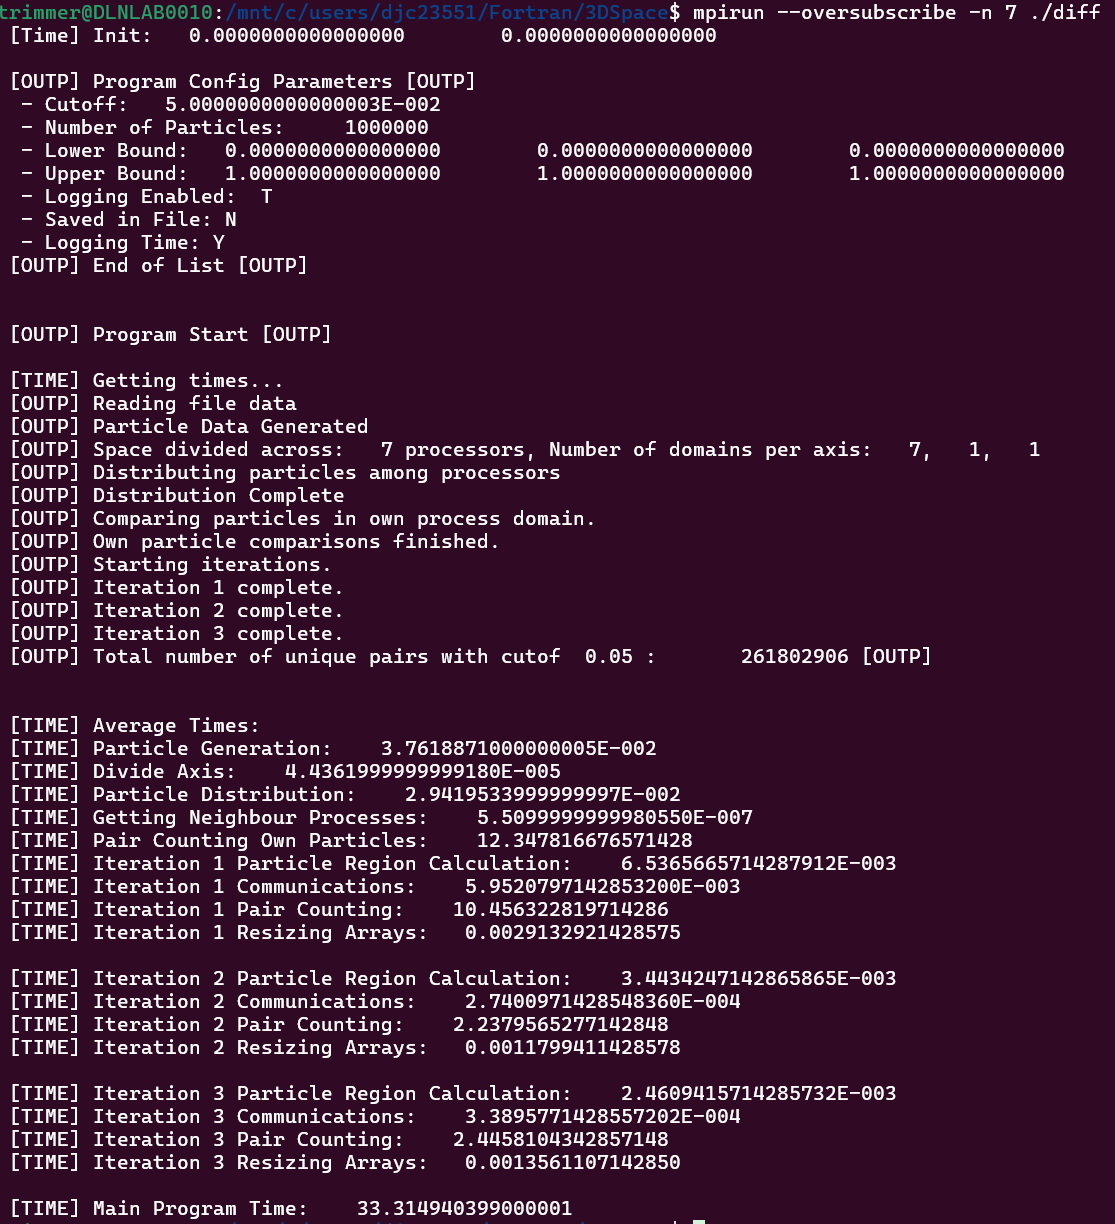 trimmer@DLNLAB0010:/mnt/c/users/djc23551/Fortran/3DSpace$ mpirun --oversubscribe -n 7 ./diff
[Time] Init:   0.0000000000000000        0.0000000000000000
[OUTP] Program Config Parameters [OUTP]
 - Cutoff:   5.0000000000000003E-002
 - Number of Particles:     1000000
 - Lower Bound:   0.0000000000000000        0.0000000000000000        0.0000000000000000
 - Upper Bound:   1.0000000000000000        1.0000000000000000        1.0000000000000000
 - Logging Enabled:  T
 - Saved in File: N
 - Logging Time: Y
[OUTP] End of List [OUTP]
[OUTP] Program Start [OUTP]
[TIME] Getting times...
[OUTP] Reading file data
[OUTP] Particle Data Generated
[OUTP] Space divided across:   7 processors, Number of domains per axis:   7,   1,   1
[OUTP] Distributing particles among processors
[OUTP] Distribution Complete
[OUTP] Comparing particles in own process domain.
[OUTP] Own particle comparisons finished.
[OUTP] Starting iterations.
[OUTP] Iteration 1 complete.
[OUTP] Iteration 2 complete.
[OUTP] Iteration 3 complete.
[OUTP] Total number of unique pairs with cutof  0.05 :       261802906 [OUTP]
[TIME] Average Times:
[TIME] Particle Generation:    3.7618871000000005E-002
[TIME] Divide Axis:    4.4361999999999180E-005
[TIME] Particle Distribution:    2.9419533999999997E-002
[TIME] Getting Neighbour Processes:    5.5099999999980550E-007
[TIME] Pair Counting Own Particles:    12.347816676571428
[TIME] Iteration 1 Particle Region Calculation:    6.5365665714287912E-003
[TIME] Iteration 1 Communications:    5.9520797142853200E-003
[TIME] Iteration 1 Pair Counting:    10.456322819714286
[TIME] Iteration 1 Resizing Arrays:   0.0029132921428575
[TIME] Iteration 2 Particle Region Calculation:    3.4434247142865865E-003
[TIME] Iteration 2 Communications:    2.7400971428548360E-004
[TIME] Iteration 2 Pair Counting:    2.2379565277142848
[TIME] Iteration 2 Resizing Arrays:   0.0011799411428578
[TIME] Iteration 3 Particle Region Calculation:    2.4609415714285732E-003
[TIME] Iteration 3 Communications:    3.3895771428557202E-004
[TIME] Iteration 3 Pair Counting:    2.4458104342857148
[TIME] Iteration 3 Resizing Arrays:   0.0013561107142850
[TIME] Main Program Time:    33.314940399000001